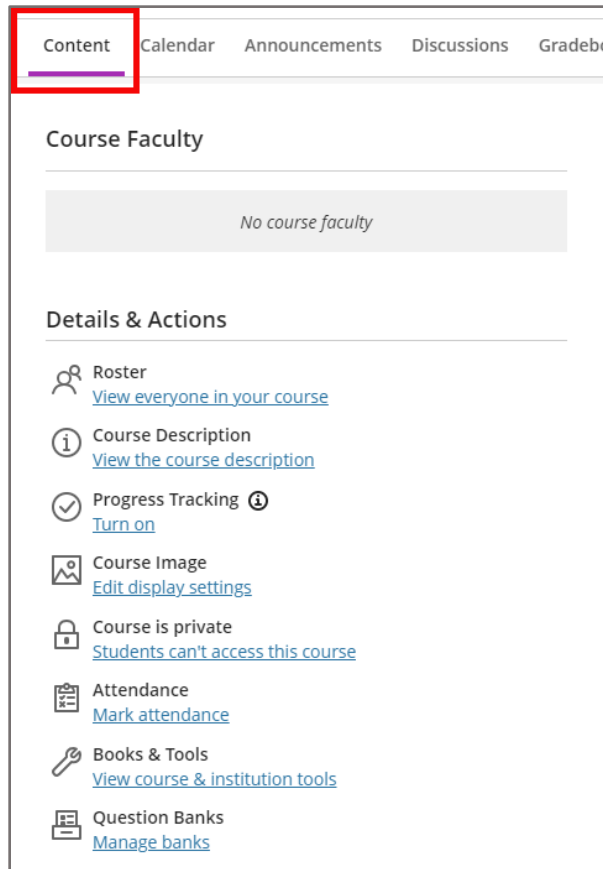 Content Calendar Announcements Discussions Gradebo
Course Faculty
No course faculty
Details & Actions
Roster
View everyone in your course
Course Description
View the course description
Progress Tracking
Turn on
Course Image
Edit display settings
Course is private
Students can't access this course
Attendance
Mark attendance
Books & Tools
View course & institution tools
Question Banks
Manage banks